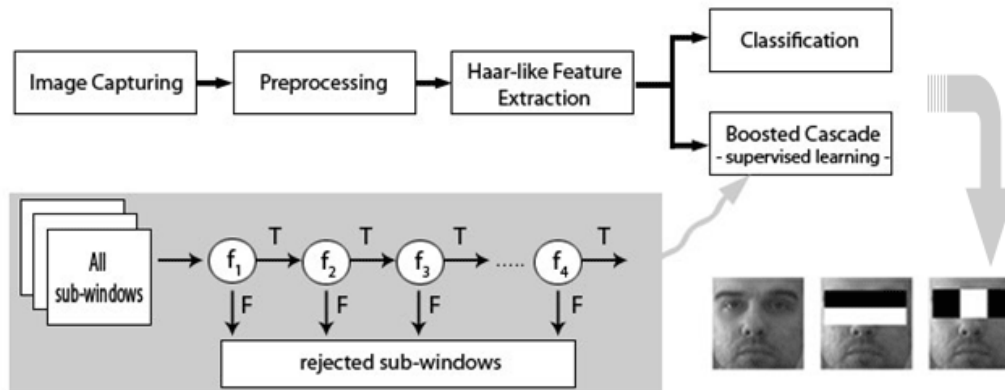 Image Capturing
Preprocessing
Haar-like Feature
Extraction
Classification
Boosted Cascade
- supervised learning -
All
sub-windows
f1 T f2 T f3 T ..... f4 T
F F F F
rejected sub-windows